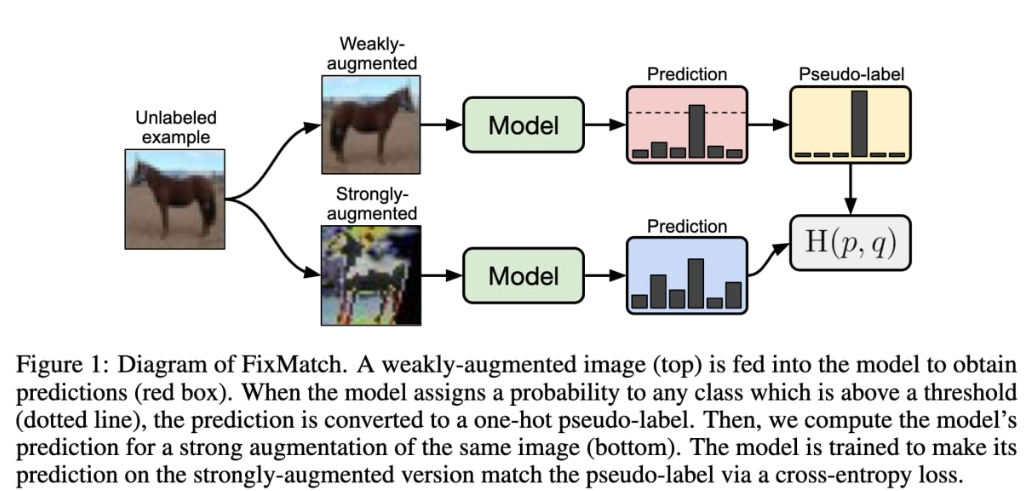 Weakly-
augmented
Prediction
Pseudo-label
Unlabeled
example
Model
Strongly-
augmented
Prediction
H(p, q)
Model
Figure 1: Diagram of FixMatch. A weakly-augmented image (top) is fed into the model to obtain
predictions (red box). When the model assigns a probability to any class which is above a threshold
(dotted line), the prediction is converted to a one-hot pseudo-label. Then, we compute the model’s
prediction for a strong augmentation of the same image (bottom). The model is trained to make its
prediction on the strongly-augmented version match the pseudo-label via a cross-entropy loss.